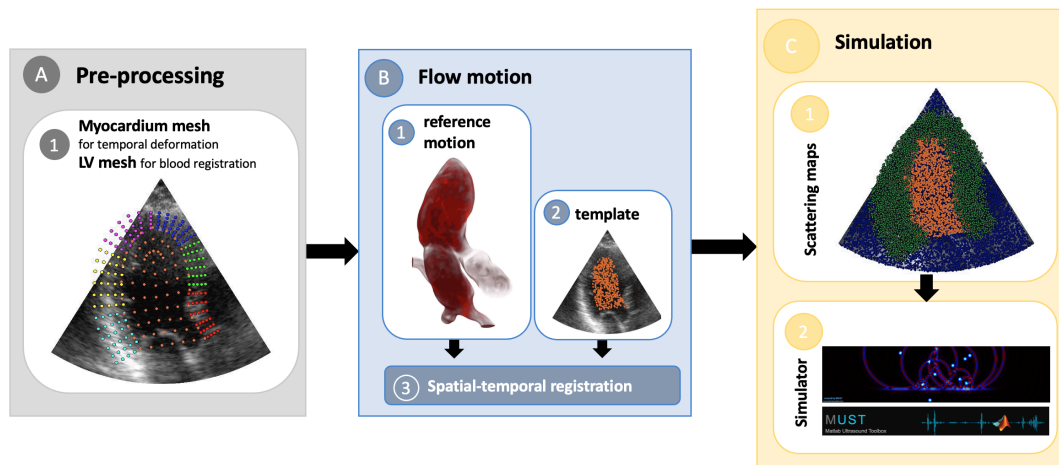 A Pre-processing
1 Myocardium mesh
for temporal deformation
LV mesh for blood registration
B Flow motion
1 reference
motion
2 template
3 Spatial-temporal registration
C Simulation
1
Scattering maps
2
Simulator
MUST
Matlab Ultrasound Toolbox